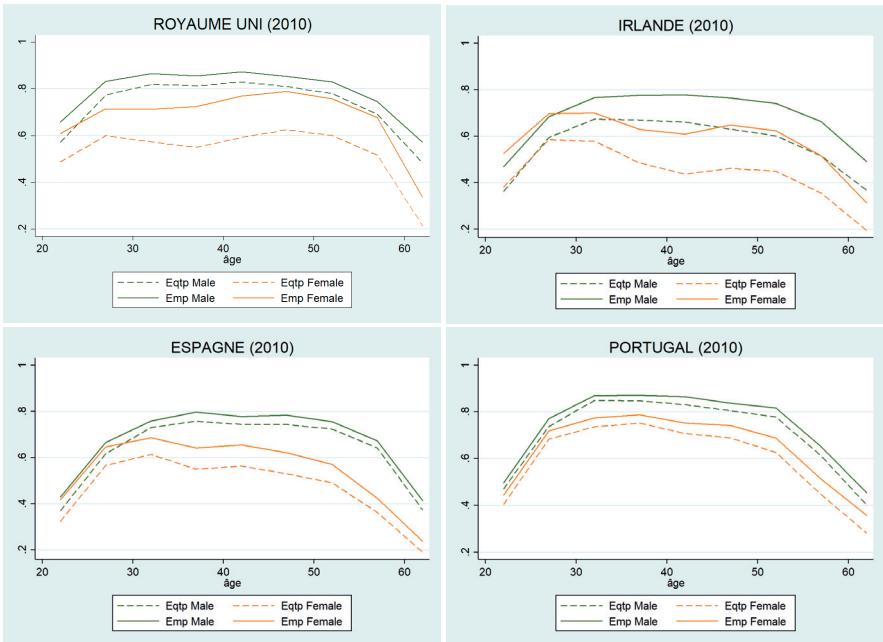 ROYAUME UNI (2010)
1
.8
.6
.4
.2
20 30 40 50 60
âge
Eqtp Male Eqtp Female
Emp Male Emp Female
IRLANDE (2010)
1
.8
.6
.4
.2
20 30 40 50 60
âge
Eqtp Male Eqtp Female
Emp Male Emp Female
ESPAGNE (2010)
1
.8
.6
.4
.2
20 30 40 50 60
âge
Eqtp Male Eqtp Female
Emp Male Emp Female
PORTUGAL (2010)
1
.8
.6
.4
.2
20 30 40 50 60
âge
Eqtp Male Eqtp Female
Emp Male Emp Female